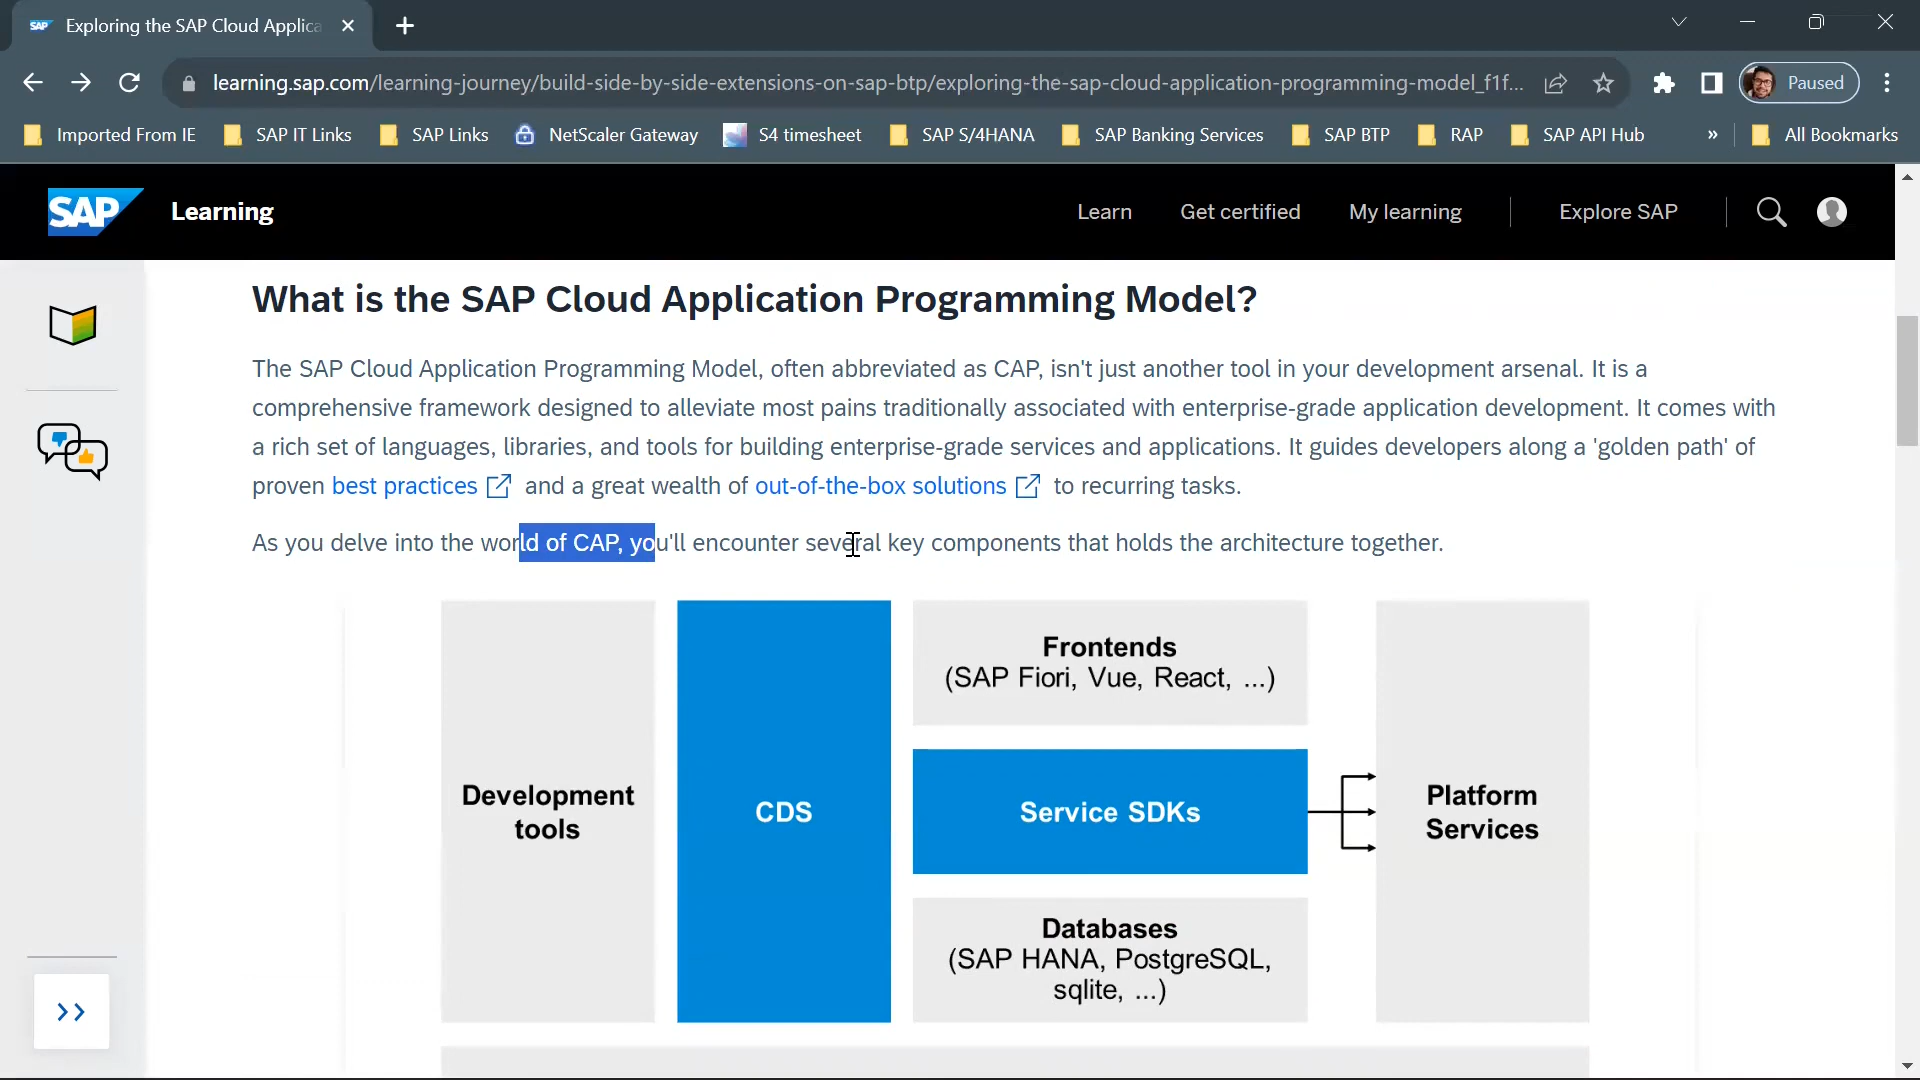 SAP Exploring the SAP Cloud Applica
learning.sap.com/learning-journey/build-side-by-side-extensions-on-sap-btp/exploring-the-sap-cloud-application-programming-model_f1f...
Paused
Imported From IE SAP IT Links SAP Links NetScaler Gateway S4 timesheet SAP S/4HANA SAP Banking Services SAP BTP RAP SAP API Hub » All Bookmarks
SAP Learning Learn Get certified My learning Explore SAP
What is the SAP Cloud Application Programming Model?
The SAP Cloud Application Programming Model, often abbreviated as CAP, isn't just another tool in your development arsenal. It is a
comprehensive framework designed to alleviate most pains traditionally associated with enterprise-grade application development. It comes with
a rich set of languages, libraries, and tools for building enterprise-grade services and applications. It guides developers along a 'golden path' of
proven best practices and a great wealth of out-of-the-box solutions to recurring tasks.
As you delve into the world of CAP, you'll encounter several key components that holds the architecture together.
Development
tools
CDS
Frontends
(SAP Fiori, Vue, React, ...)
Service SDKs
Databases
(SAP HANA, PostgreSQL,
sqlite, ...)
Platform
Services